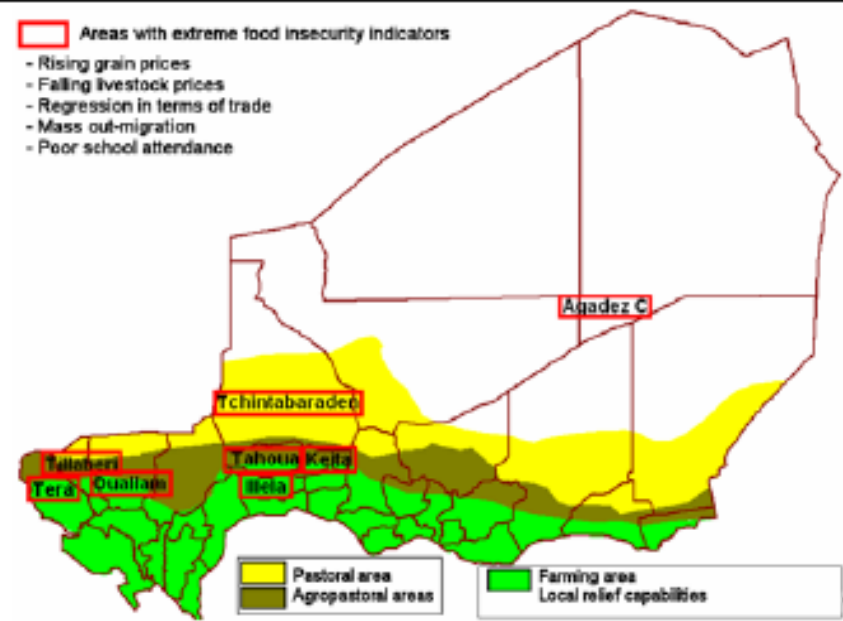 Areas with extreme food insecurity indicators
- Rising grain prices
- Falling livestock prices
- Regression in terms of trade
- Mass out-migration
- Poor school attendance
Agadez C
Tchintabaraden
Tillaberi
Tahoua
Keita
Tera
Ouallam
Illela
Pastoral area
Agropastoral areas
Farming area
Local relief capabilities